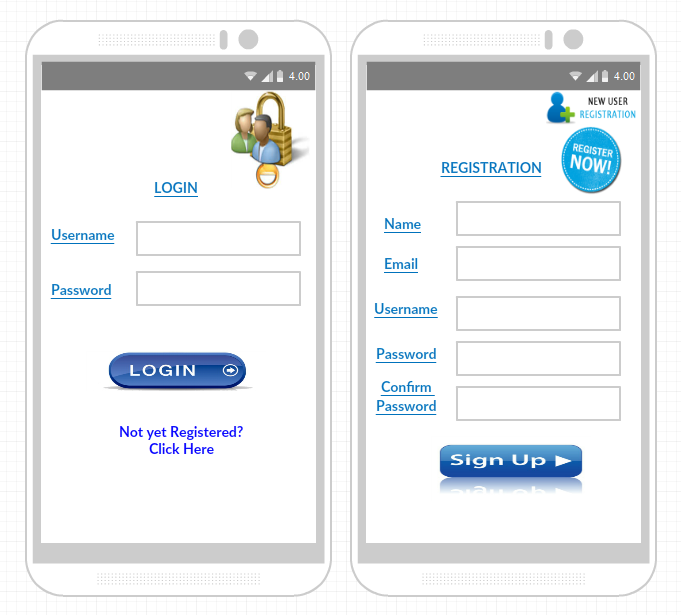 4.00
LOGIN
Username
Password
LOGIN
Not yet Registered?
Click Here
4.00
NEW USER
REGISTRATION
REGISTER
NOW!
REGISTRATION
Name
Email
Username
Password
Confirm
Password
Sign Up